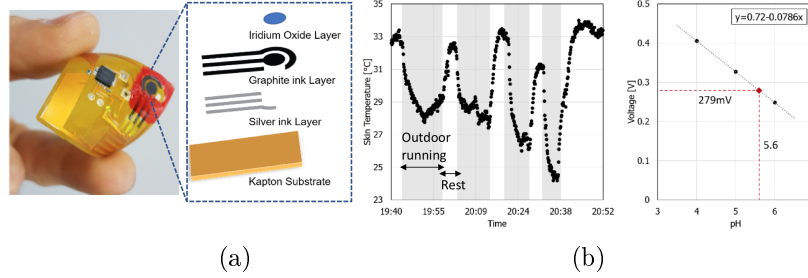 Iridium Oxide Layer
Graphite ink Layer
Silver ink Layer
Kapton Substrate
(a)
Skin Temperature [°C]
35
33
31
29
27
25
23
Outdoor
running
Rest
19:40 19:55 20:09 20:24 20:38 20:52
Time
Voltage [V]
0.5
0.4
0.3
0.2
0.1
0
y=0.72-0.0786x
279mV
5.6
3 4 5 6
pH
(b)